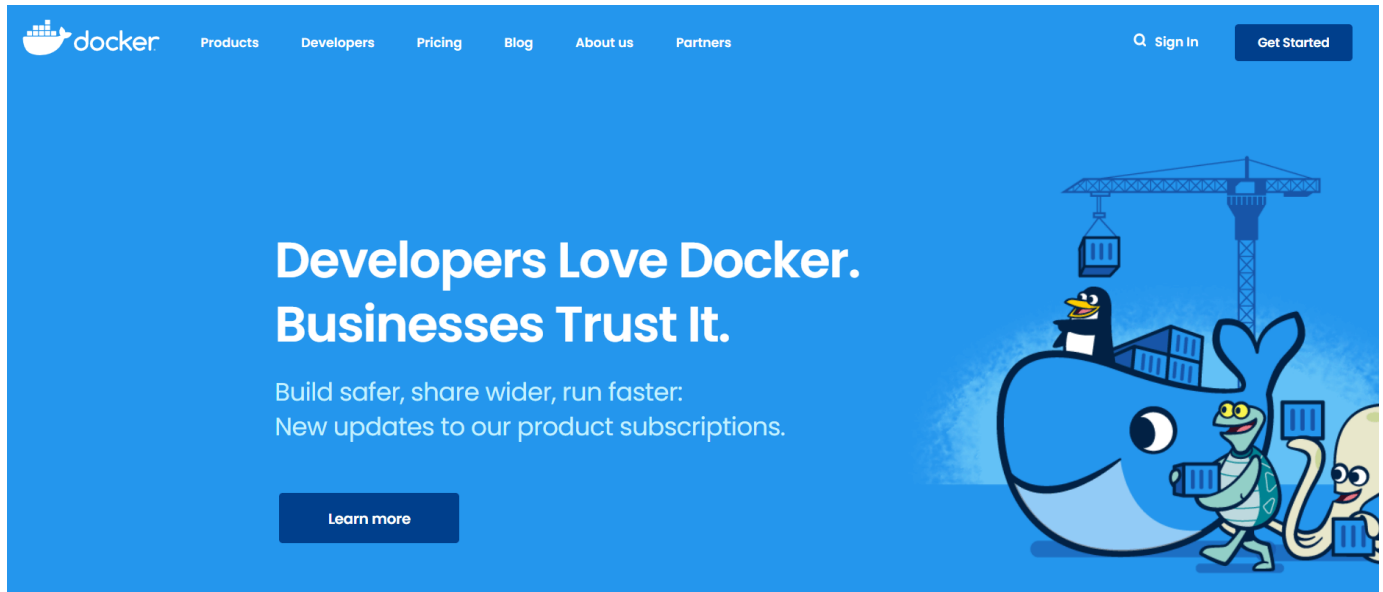 docker
Products Developers Pricing Blog About us Partners
Sign In
Get Started
Developers Love Docker.
Businesses Trust It.
Build safer, share wider, run faster:
New updates to our product subscriptions.
Learn more